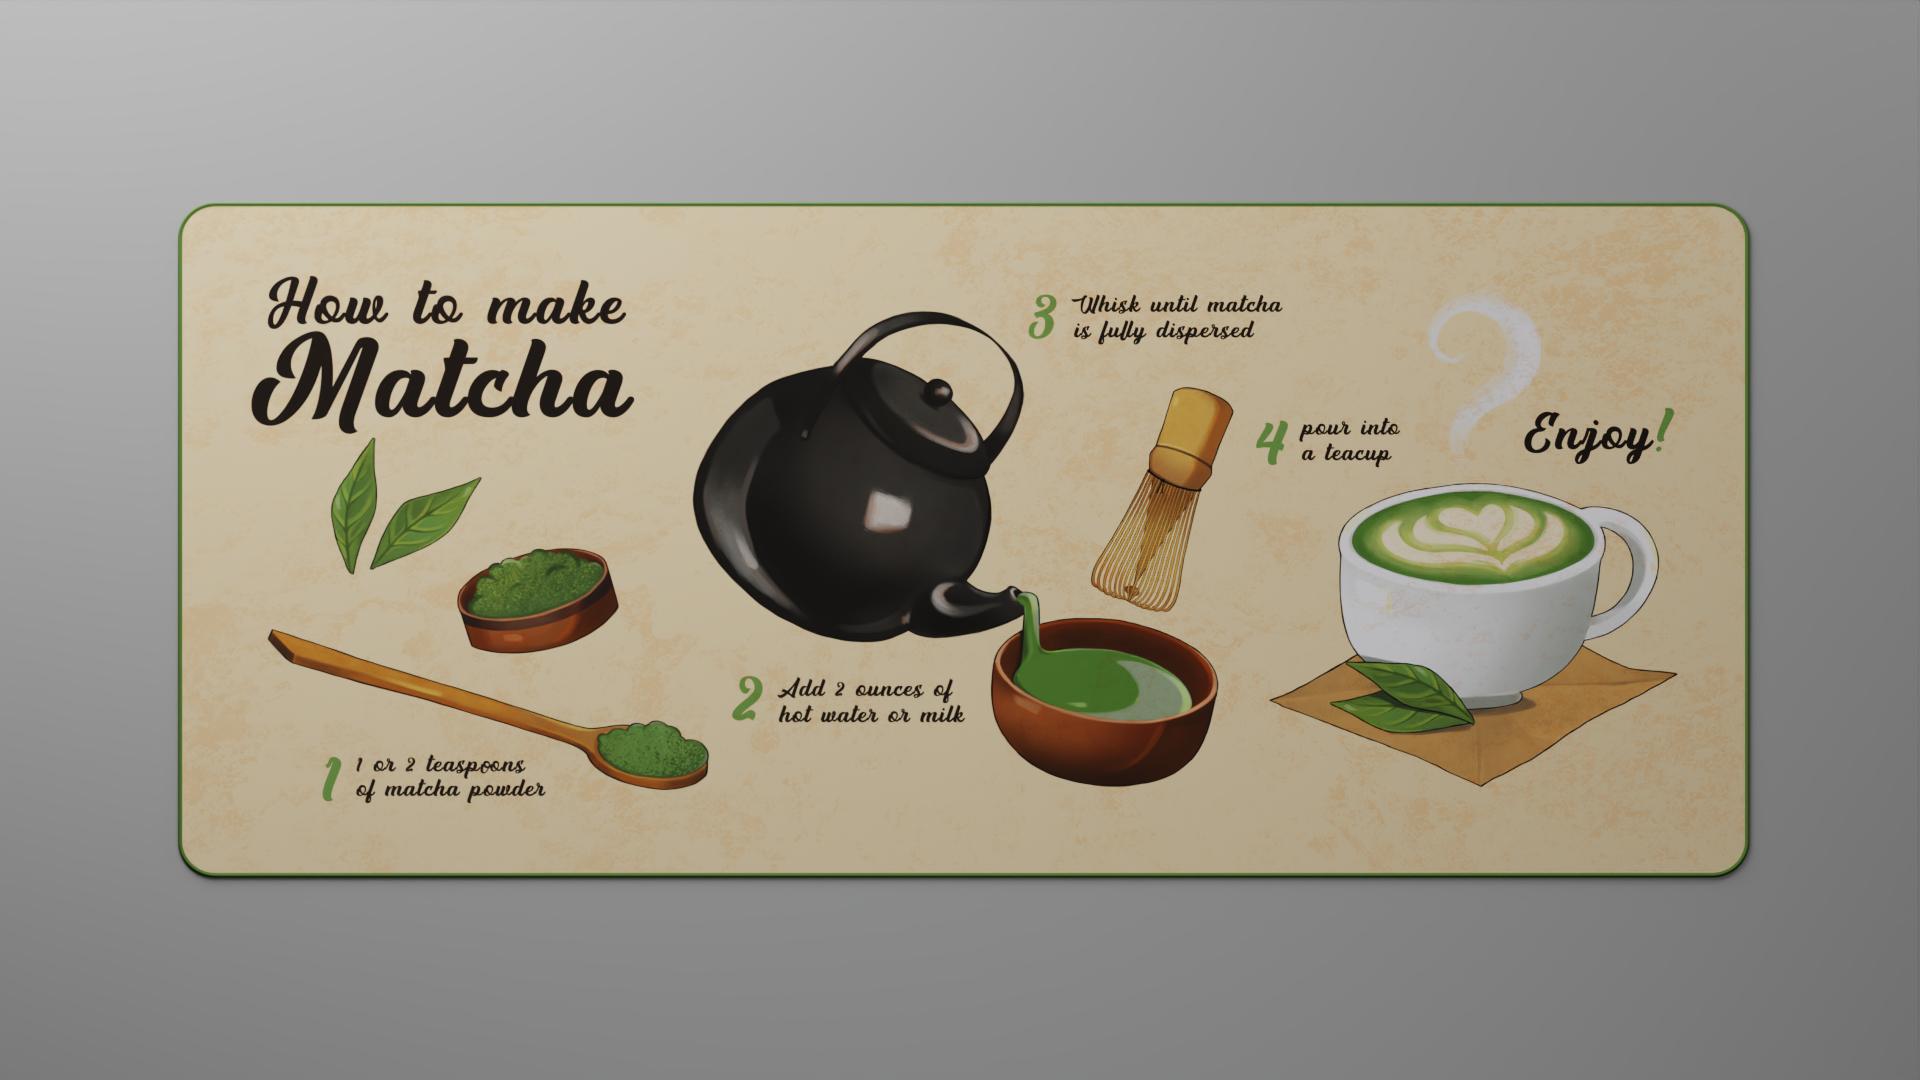 How to make
Matcha
1 1 or 2 teaspoons
of matcha powder
2 Add 2 ounces of
hot water or milk
3 Whisk until matcha
is fully dispersed
4 pour into
a teacup
Enjoy!